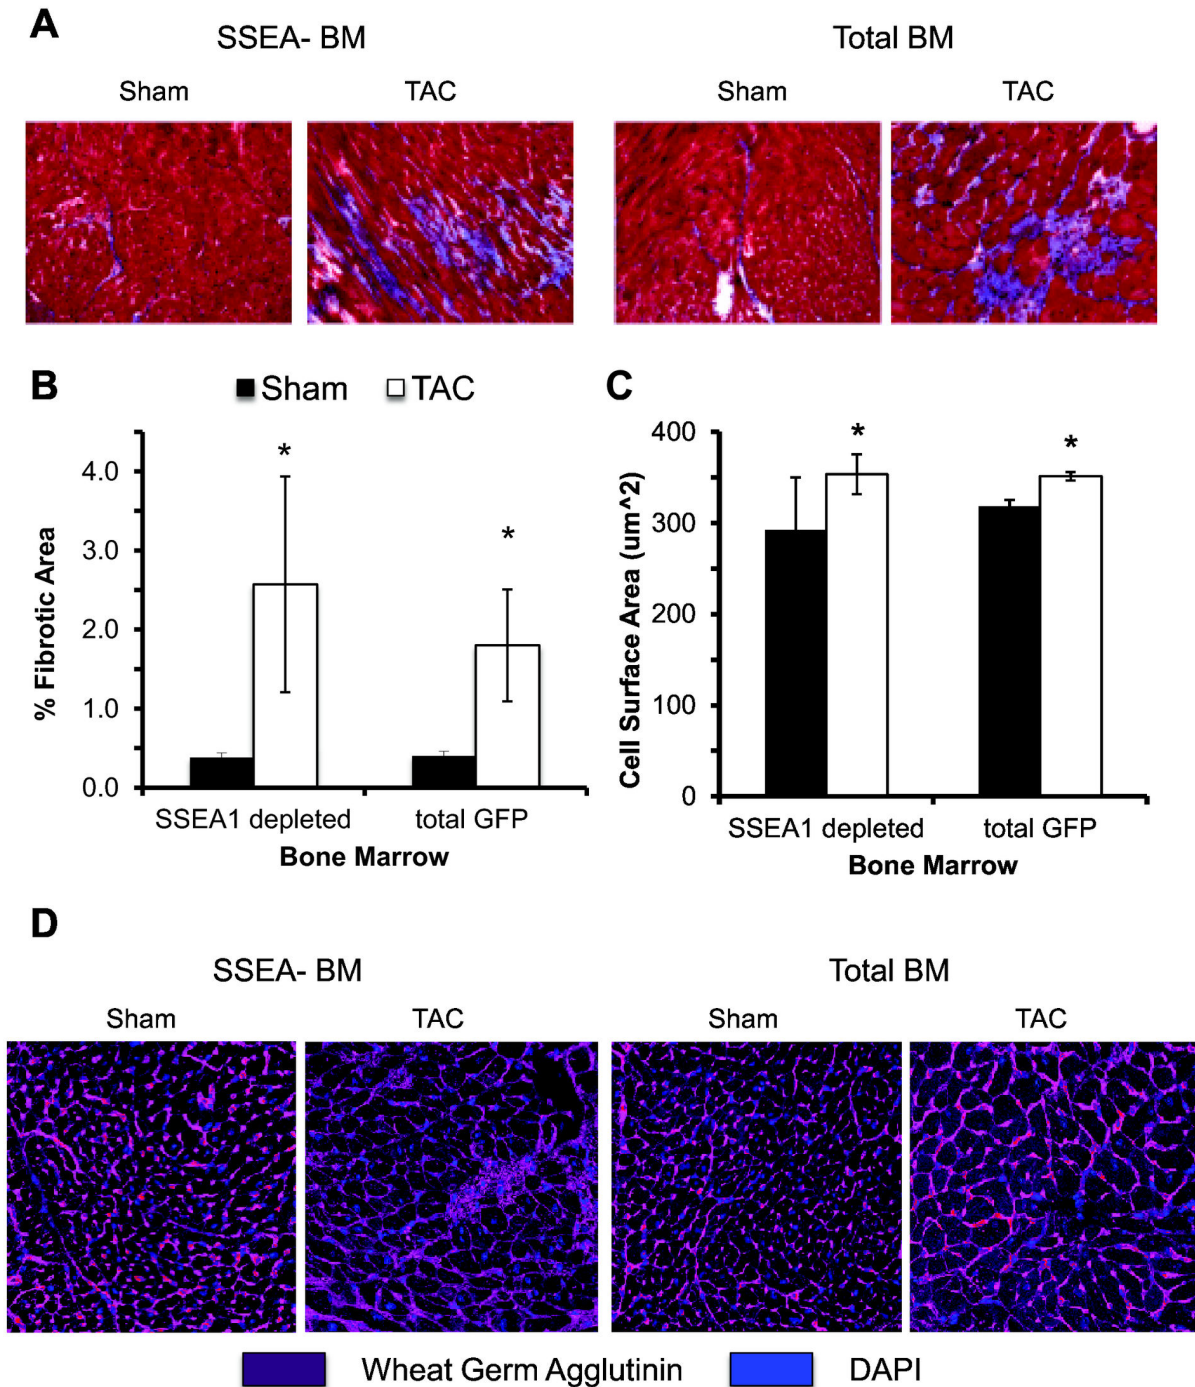 A
SSEA- BM
Total BM
Sham
TAC
Sham
TAC
B
Sham
TAC
*
*
4.0
3.0
2.0
1.0
0.0
% Fibrotic Area
SSEA1 depleted
total GFP
Bone Marrow
C
*
*
400
300
200
100
0
Cell Surface Area (um^2)
SSEA1 depleted
total GFP
Bone Marrow
D
SSEA- BM
Total BM
Sham
TAC
Sham
TAC
Wheat Germ Agglutinin
DAPI